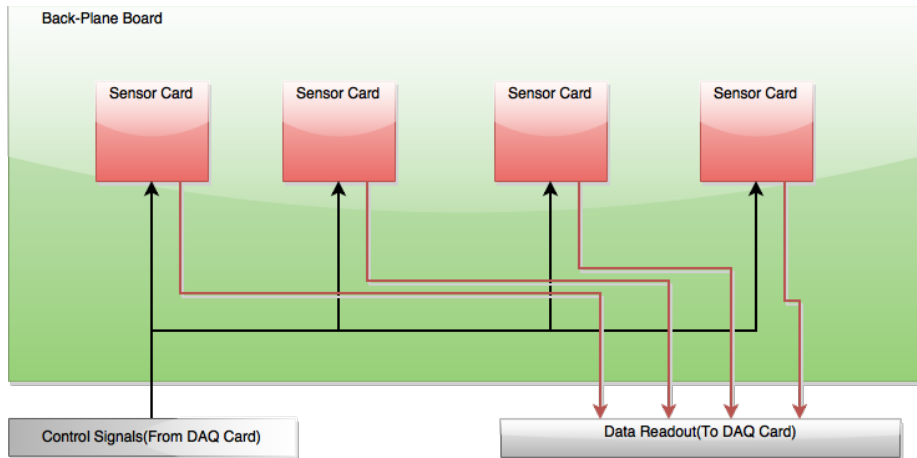 Back-Plane Board
Sensor Card
Sensor Card
Sensor Card
Sensor Card
Control Signals(From DAQ Card)
Data Readout(To DAQ Card)